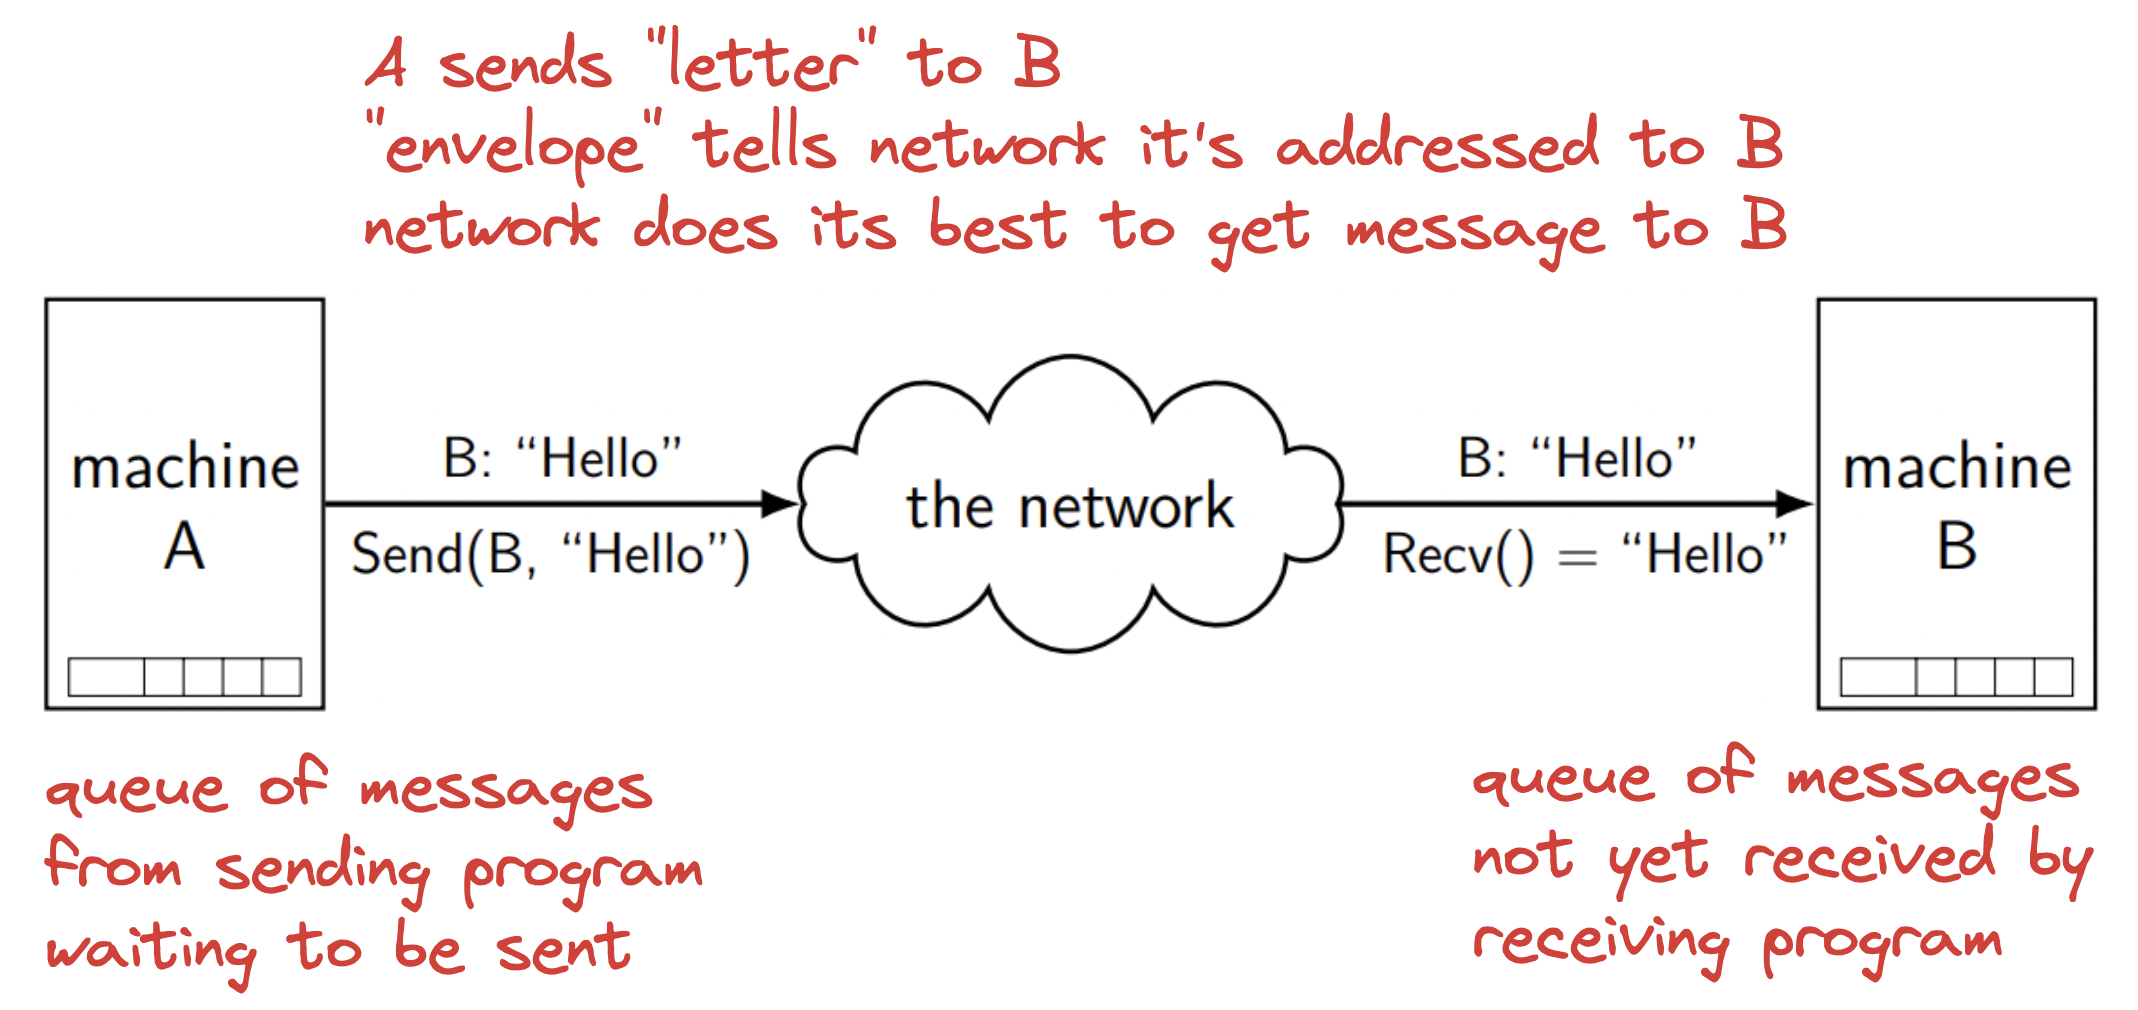 A sends "letter" to B
"envelope" tells network it's addressed to B
network does its best to get message to B
machine
A
B: “Hello”
Send(B, “Hello”)
the network
B: “Hello”
Recv() = “Hello”
machine
B
queue of messages
from sending program
waiting to be sent
queue of messages
not yet received by
receiving program